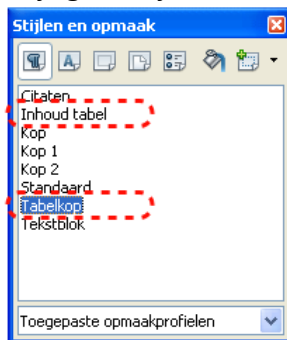 Stijlen en opmaak
Citaten
Inhoud tabel
Kop
Kop 1
Kop 2
Standaard
Tabelkop
Tekstblok
Toegepaste opmaakprofielen